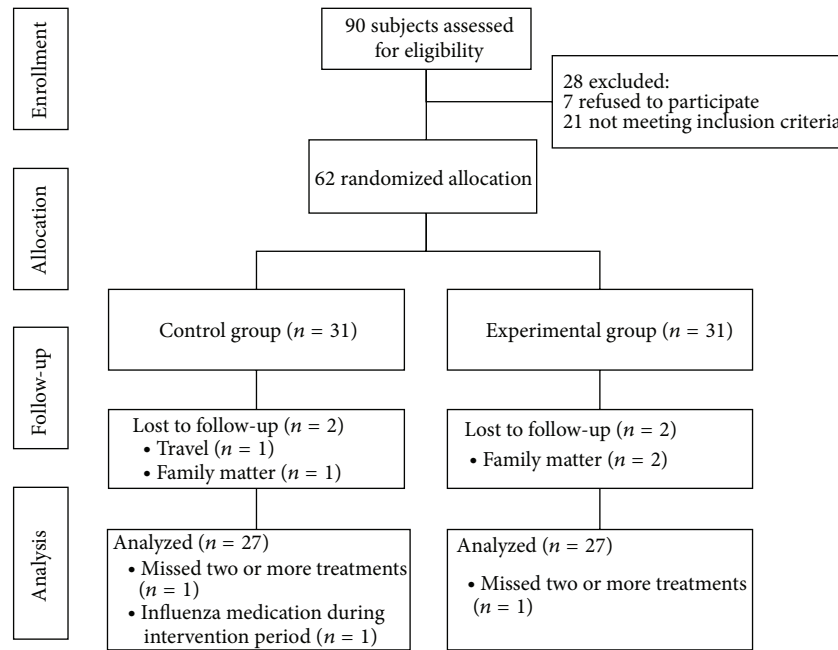 Enrollment
90 subjects assessed
for eligibility
28 excluded:
7 refused to participate
21 not meeting inclusion criteria
62 randomized allocation
Allocation
Control group (n = 31)
Experimental group (n = 31)
Follow-up
Lost to follow-up (n = 2)
• Travel (n = 1)
• Family matter (n = 1)
Lost to follow-up (n = 2)
• Family matter (n = 2)
Analysis
Analyzed (n = 27)
• Missed two or more treatments
(n = 1)
• Influenza medication during
intervention period (n = 1)
Analyzed (n = 27)
• Missed two or more treatments
(n = 1)